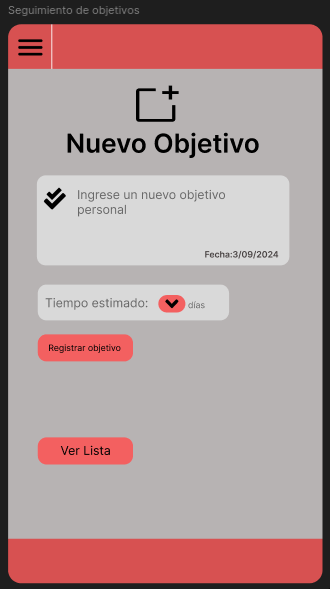 Seguimiento de objetivos
Nuevo Objetivo
Ingrese un nuevo objetivo
personal
Fecha:3/09/2024
Tiempo estimado:
días
Registrar objetivo
Ver Lista